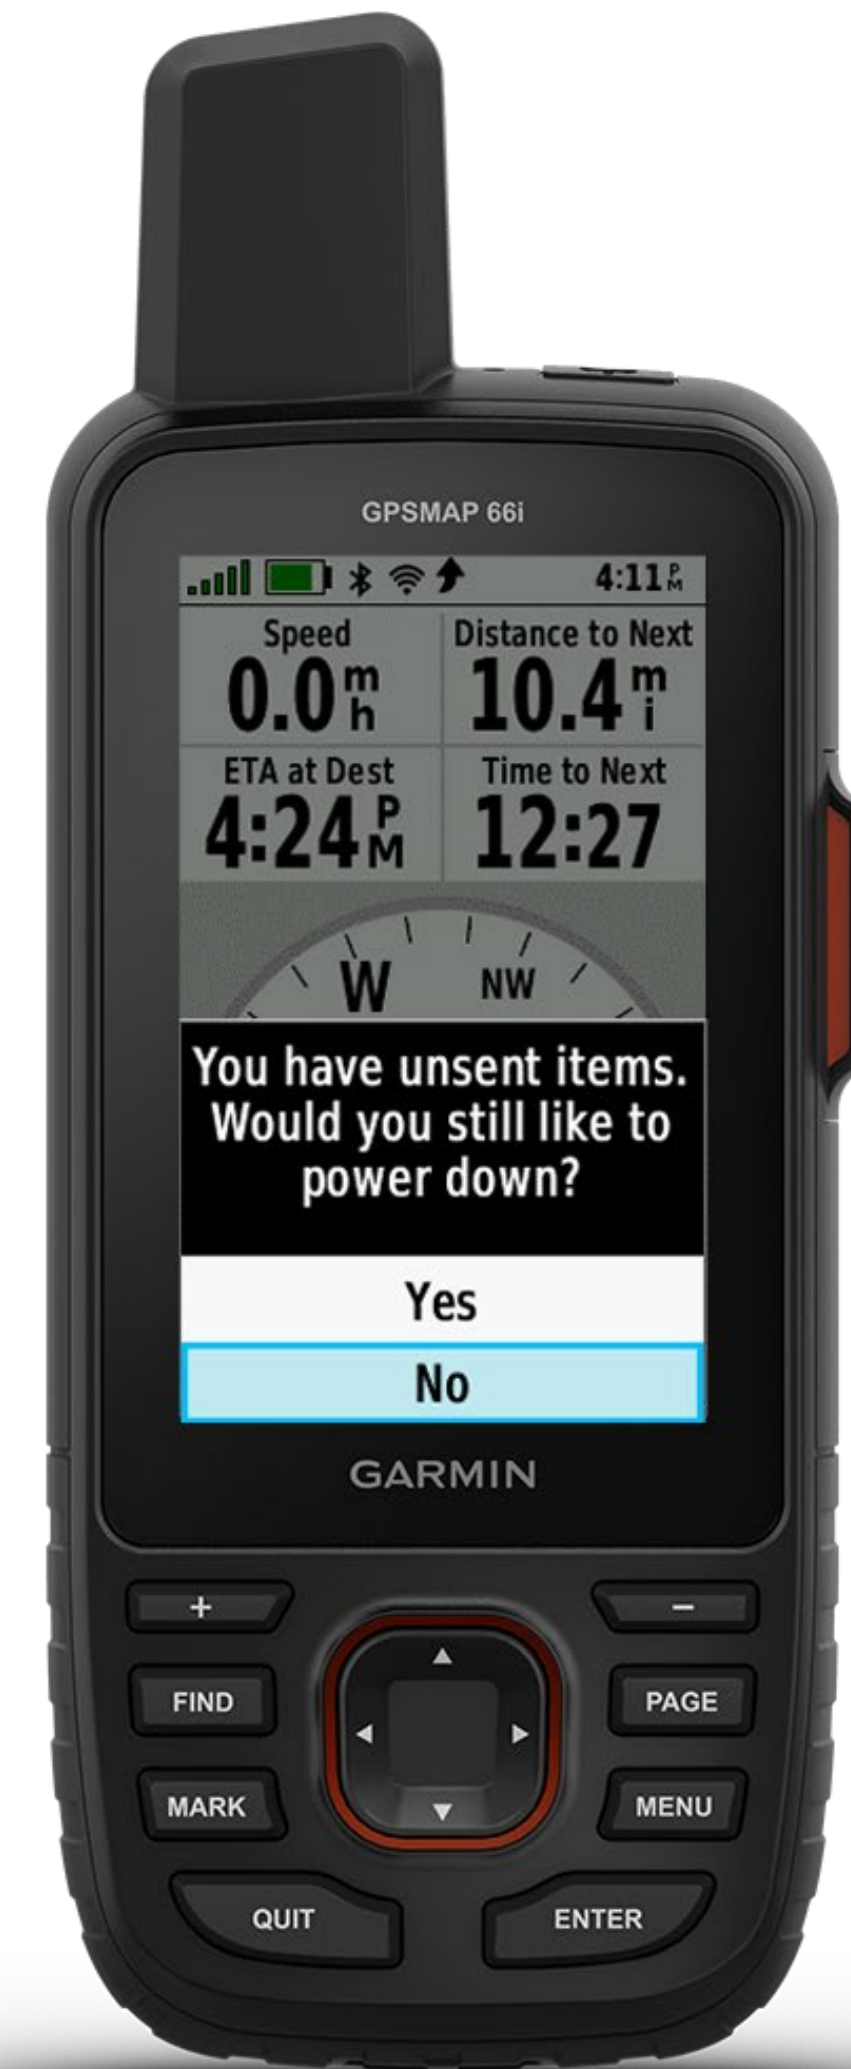 GPSMAP 66i
4:11 PM
Speed
Distance to Next
0.0 mh
10.4 mi
ETA at Dest
Time to Next
4:24 PM
12:27
W
NW
You have unsent items.
Would you still like to
power down?
Yes
No
GARMIN
+
-
FIND
PAGE
MARK
MENU
QUIT
ENTER